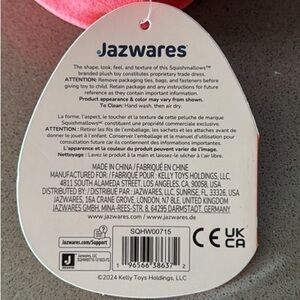 Jazwares
The shape, look, feel, and texture of this Squishmallows™
branded plush toy constitutes proprietary trade dress.
ATTENTION: Remove packaging ties, bags, and fasteners before
giving toy to child. Retain package and any instructions for future
reference as they contain important information.
Product appearance & color may vary from shown.
To Clean: Hand wash, then air dry.
La forme, l'aspect, le toucher et la texture de cette peluche de marque
Squishmallows™ constituent une propriété commerciale exclusive.
ATTENTION : Retirer les fils de l'emballage, les sachets et les attaches avant de
donner le jouet à l'enfant. Conserver l'emballage et le manuel d'utilisation pour
consultation future car ils contiennent des informations importantes.
L'apparence et la couleur du produit peuvent varier de l'image.
Nettoyage : Lavez le produit à la main et laissez-le sécher à l'air libre.
MADE IN CHINA / FABRIQUÉ EN CHINE
MANUFACTURED FOR / FABRIQUÉ POUR : KELLY TOYS HOLDINGS, LLC.
4811 SOUTH ALAMEDA STREET, LOS ANGELES, CA, 90058, USA
DISTRIBUTED BY / DISTRIBUÉ PAR : JAZWARES, LLC, SUNRISE, FL, 33326, USA
JAZWARES, 16A CRANE GROVE, LONDON, N7 8LE, UNITED KINGDOM
JAZWARES GMBH, MINA-REES-STR. 8, 64295 DARMSTADT, GERMANY
www.jazwares.com
Jazwares.com/Support
SQHW00715
1 96566 38637 2
CE UK
CA
J
Jazwares, LLC
©2024 Kelly Toys Holdings, LLC